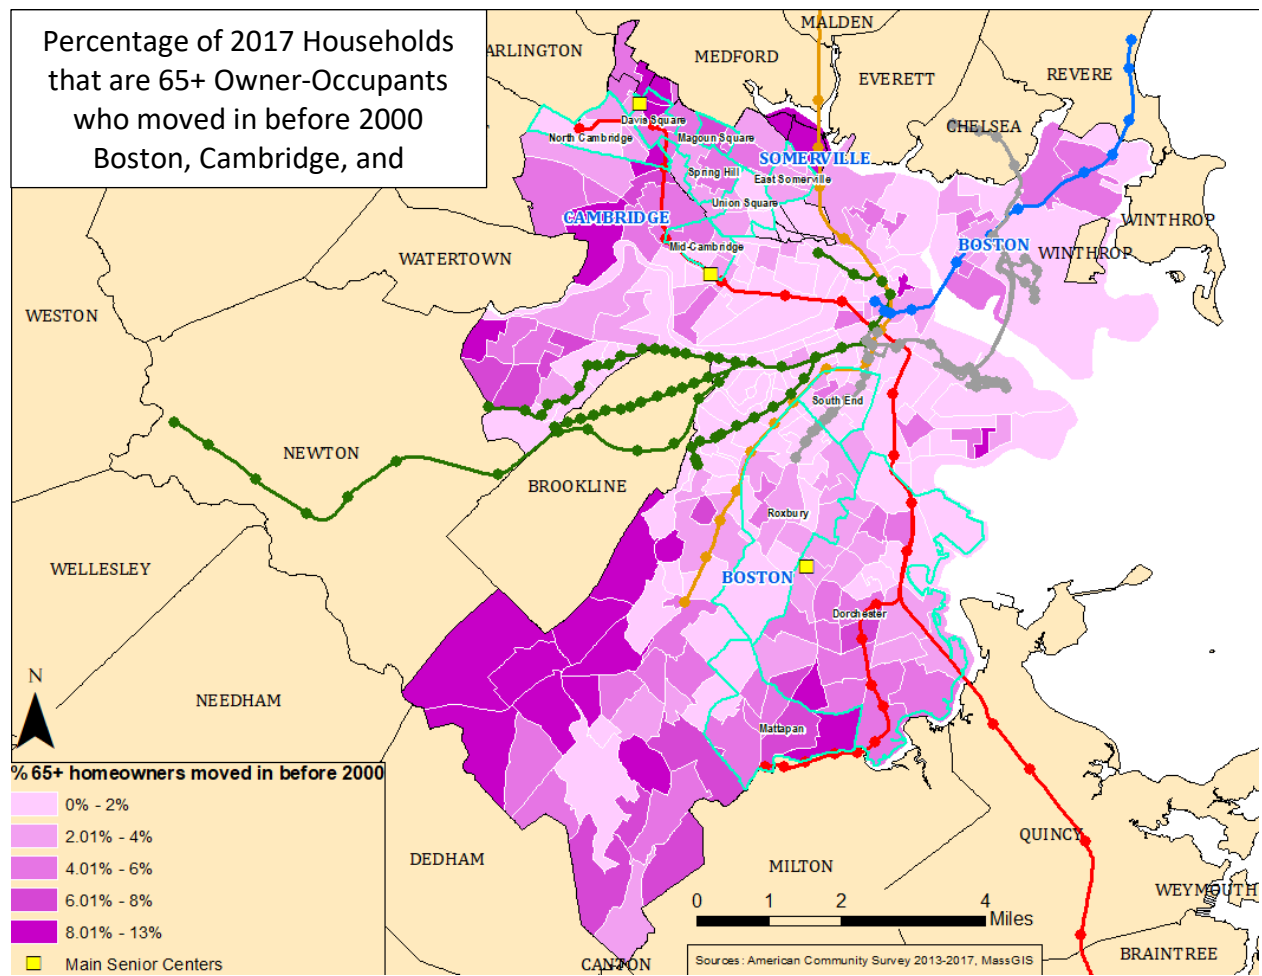 Percentage of 2017 Households
that are 65+ Owner-Occupants
who moved in before 2000
Boston, Cambridge, and
MALDEN
ARLINGTON
MEDFORD
EVERETT
REVERE
CHELSEA
Davis Square
North Cambridge
Magoun Square
SOMERVILLE
Spring Hill
East Somerville
Union Square
CAMBRIDGE
WINTHROP
Mid-Cambridge
BOSTON
WINTHROP
WATERTOWN
WESTON
South End
NEWTON
BROOKLINE
Roxbury
WELLESLEY
BOSTON
Dorchester
N
NEEDHAM
Mattapan
% 65+ homeowners moved in before 2000
0% - 2%
2.01% - 4%
4.01% - 6%
6.01% - 8%
8.01% - 13%
Main Senior Centers
QUINCY
DEDHAM
MILTON
WEYMOUTH
0 1 2 4
Miles
BRAINTREE
Sources: American Community Survey 2013-2017, MassGIS
CANTON